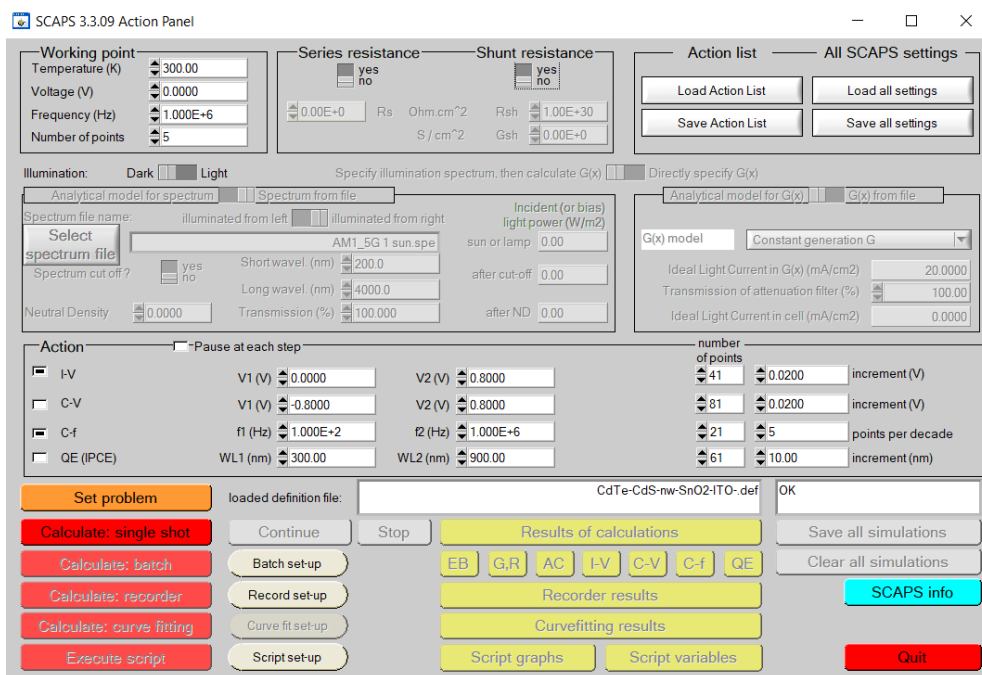 SCAPS 3.3.09 Action Panel
Working point
Temperature (K) 300.00
Voltage (V) 0.0000
Frequency (Hz) 1.000E+6
Number of points 5
Series resistance
yes
no
0.00E+0 Rs Ohm.cm^2
S / cm^2
Shunt resistance
yes
no
Rsh 1.00E+30
Gsh 0.00E+0
Action list
Load Action List
Save Action List
All SCAPS settings
Load all settings
Save all settings
Illumination: Dark Light
Specify illumination spectrum, then calculate G(x) Directly specify G(x)
Analytical model for spectrum Spectrum from file
Spectrum file name:
illuminated from left illuminated from right
Incident (or bias)
light power (W/m2)
Select
spectrum file
AM1_5G 1 sun.spe
sun or lamp 0.00
Spectrum cut off ?
yes
no
Short wavel. (nm) 200.0
Long wavel. (nm) 4000.0
after cut-off 0.00
Neutral Density 0.0000
Transmission (%) 100.000
after ND 0.00
Analytical model for G(x) G(x) from file
G(x) model Constant generation G
Ideal Light Current in G(x) (mA/cm2) 20.0000
Transmission of attenuation filter (%) 100.00
Ideal Light Current in cell (mA/cm2) 0.0000
Action
Pause at each step
number
of points
I-V V1 (V) 0.0000 V2 (V) 0.8000 41 0.0200 increment (V)
C-V V1 (V) -0.8000 V2 (V) 0.8000 81 0.0200 increment (V)
C-f f1 (Hz) 1.000E+2 f2 (Hz) 1.000E+6 21 5 points per decade
QE (IPCE) WL1 (nm) 300.00 WL2 (nm) 900.00 61 10.00 increment (nm)
Set problem
loaded definition file:
CdTe-CdS-nw-SnO2-ITO-.def
OK
Calculate: single shot
Continue
Stop
Results of calculations
Save all simulations
Calculate: batch
Batch set-up
EB G,R AC I-V C-V C-f QE
Clear all simulations
Calculate: recorder
Record set-up
Recorder results
SCAPS info
Calculate: curve fitting
Curve fit set-up
Curvefitting results
Execute script
Script set-up
Script graphs
Script variables
Quit